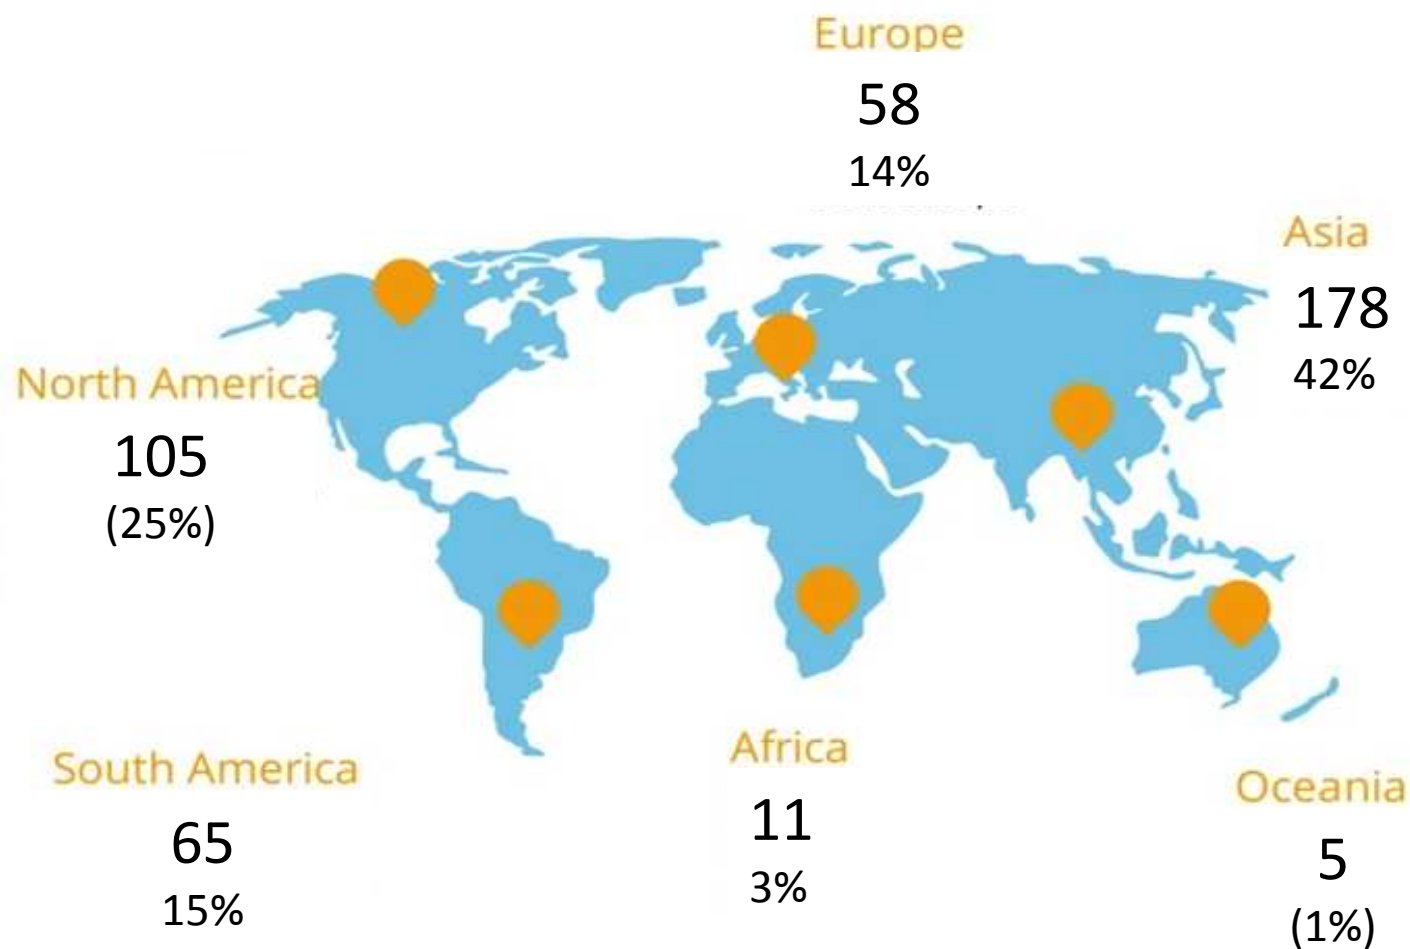 Europe
58
14%
Asia
178
42%
North America
105
(25%)
South America
65
15%
Africa
11
3%
Oceania
5
(1%)